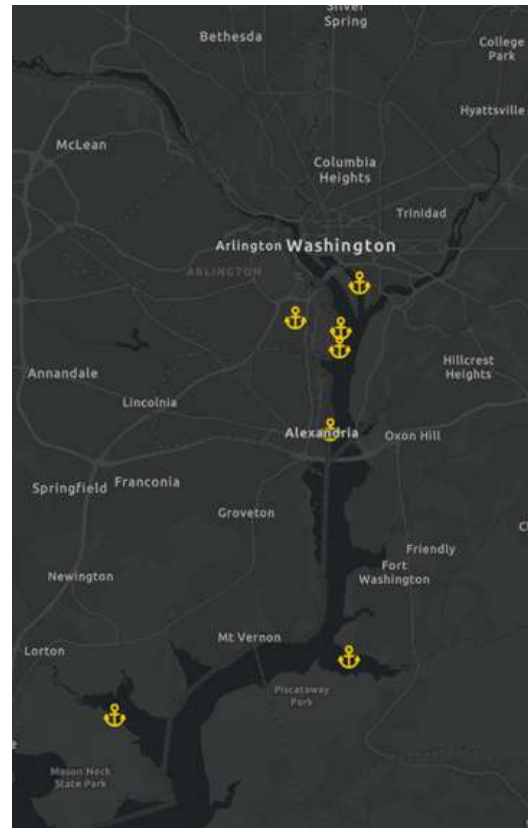 Silver
Spring
Bethesda
College
Park
Hyattsville
McLean
Columbia
Heights
Trinidad
Arlington Washington
ARLINGTON
Hillcrest
Heights
Annandale
Lincolnia
Alexandria
Oxon Hill
Springfield Franconia
Groveton
Friendly
Fort
Washington
Newington
Mt Vernon
Lorton
Piscataway
Park
Mason Neck
State Park